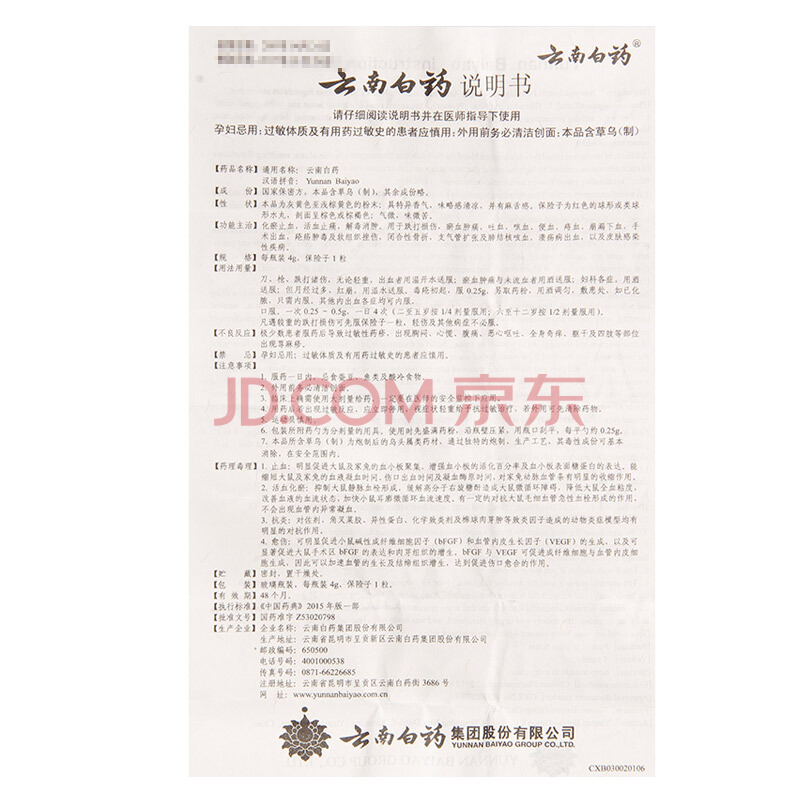 云南白药®
云南白药 说明书
请仔细阅读说明书并在医师指导下使用
孕妇忌用;过敏体质及有用药过敏史的患者应慎用;外用前务必清洁创面;本品含草乌(制)
【药品名称】通用名称:云南白药
汉语拼音:Yunnan Baiyao
【成 份】国家保密方,本品含草乌(制),其余成份略。
【性 状】本品为灰黄色至浅棕黄色的粉末;具特异香气,味略感清凉,并有麻舌感。保险子为红色的球形或类球
形水丸,剖面呈棕色或棕褐色;气微,味微苦。
【功能主治】化瘀止血,活血止痛,解毒消肿。用于跌打损伤,瘀血肿痛,吐血、咳血、便血、痔血、崩漏下血,手
术出血,疮疡肿毒及软组织挫伤,闭合性骨折,支气管扩张及肺结核咳血,溃疡病出血,以及皮肤感染
性疾病。
【规 格】每瓶装 4g,保险子 1 粒
【用法用量】
刀、枪、跌打诸伤,无论轻重,出血者用温开水送服;瘀血肿痛与未流血者用酒送服;妇科各症,用酒
送服;但月经过多、红崩,用温水送服。毒疮初起,服 0.25g,另取药粉,用酒调匀,敷患处,如已化
脓,只需内服。其他内出血各症均可内服。
口服。一次 0.25~0.5g,一日 4 次(二至五岁按 1/4 剂量服用;六至十二岁按 1/2 剂量服用)。
凡遇较重的跌打损伤可先服保险子一粒,轻伤及其他病症不必服。
【不良反应】极少数患者服药后导致过敏性药疹,出现胸闷、心慌、腹痛、恶心呕吐、全身奇痒、躯干及四肢等部位
出现荨麻疹。
【禁 忌】孕妇忌用;过敏体质及有用药过敏史的患者应慎用。
【注意事项】
1. 服药一日内,忌食蚕豆、鱼类及酸冷食物。
2. 外用前务必清洁创面。
3. 临床上确需使用大剂量给药,一定要在医师的安全监控下应用。
4. 用药后若出现过敏反应,应立即停用,视症状轻重给予抗过敏治疗,若外用可先清除药物。
5. 运动员慎用。
6. 包装所附药勺为分剂量的用具,使用时先盛满药粉,沿瓶壁压紧,用瓶口刮平,每平勺约 0.25g。
7. 本品所含草乌(制)为炮制后的乌头属类药材,通过独特的炮制、生产工艺,其毒性成份可基本
消除,在安全范围内。
JD.COM 京东
【药理毒理】1. 止血:明显促进大鼠及家兔的血小板聚集,增强血小板的活化百分率及血小板表面糖蛋白的表达。能
缩短大鼠及家兔的血液凝血时间、伤口出血时间及凝血酶原时间,对家兔动脉血管条有明显的收缩作用。
2. 活血化瘀:抑制大鼠静脉血栓形成,缓解高分子右旋糖酐造成大鼠微循环障碍,降低大鼠全血粘度,
改善血液的血流状态,加快小鼠耳廓微循环血流速度。有一定的对抗大鼠毛细血管急性血栓形成的作用,
不会出现血管内异常凝血。
3. 抗炎:对佐剂、角叉菜胶、异性蛋白、化学致炎剂及棉球肉芽肿等致炎因子造成的动物炎症模型均有
明显的对抗作用。
4. 愈伤:可明显促进小鼠碱性成纤维细胞因子(bFGF)和血管内皮生长因子(VEGF)的生成、以及可
显著促进大鼠手术区 bFGF 的表达和肉芽组织的增生。bFGF 与 VEGF 可促进成纤维细胞与血管内皮细
胞生成,因此可以加速血管的生长及结缔组织增生,达到促进伤口愈合的作用。
【贮 藏】密封,置干燥处。
【包 装】玻璃瓶装,每瓶装 4g,保险子 1 粒。
【有 效 期】48 个月。
【执行标准】《中国药典》2015 年版一部
【批准文号】国药准字 Z53020798
【生产企业】企业名称:云南白药集团股份有限公司
生产地址:云南省昆明市呈贡新区云南白药集团股份有限公司
邮政编码:650500
电话号码:4001000538
传真号码:0871-66226685
注册地址:云南省昆明市呈贡区云南白药街 3686 号
网 址:www.yunnanbaiyao.com.cn
云南白药 集团股份有限公司
YUNNAN BAIYAO GROUP CO.,LTD.
CXB030020106